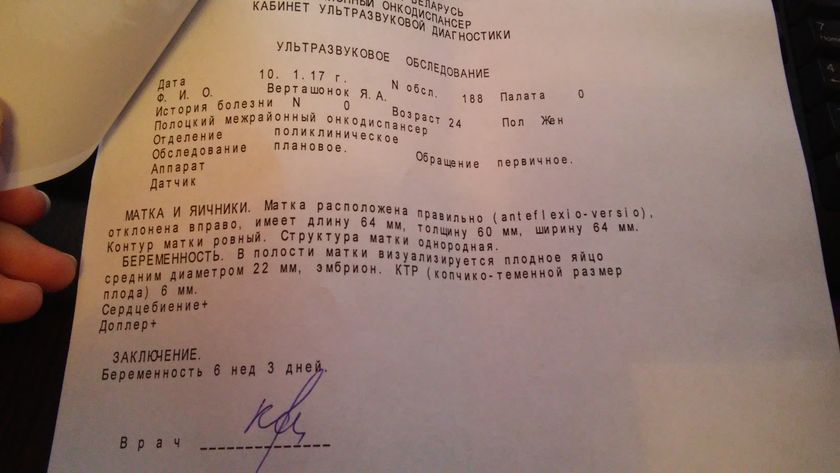 БЕЛАРУСЬ
ОНКОДИСПАНСЕР
КАБИНЕТ УЛЬТРАЗВУКОВОЙ ДИАГНОСТИКИ
УЛЬТРАЗВУКОВОЕ ОБСЛЕДОВАНИЕ
Дата 10. 1.17 г. N обсл. 188 Палата 0
Ф. И. О. Верташонок Я. А.
История болезни N 0 Возраст 24 Пол Жен
Полоцкий межрайонный онкодиспансер
Отделение поликлиническое
Обследование плановое. Обращение первичное.
Аппарат
Датчик
МАТКА И ЯИЧНИКИ. Матка расположена правильно (anteflexio-versio),
отклонена вправо, имеет длину 64 мм, толщину 60 мм, ширину 64 мм.
Контур матки ровный. Структура матки однородная.
БЕРЕМЕННОСТЬ. В полости матки визуализируется плодное яйцо
средним диаметром 22 мм, эмбрион. КТР (копчико-теменной размер
плода) 6 мм.
Сердцебиение+
Доплер+
ЗАКЛЮЧЕНИЕ.
Беременность 6 нед 3 дней.
Врач ______________